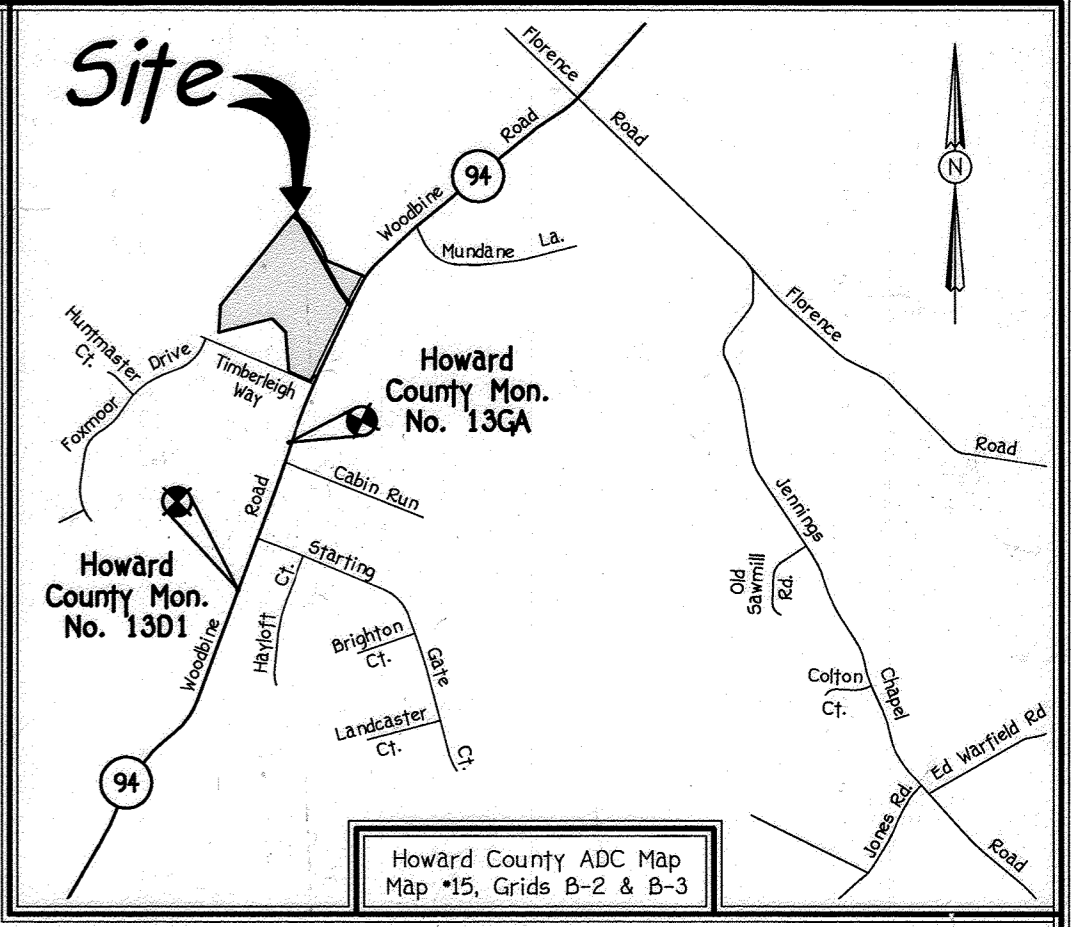 Site
Florence
Road
Road
94
Woodbine
Mundane La.
N
Florence
Road
Huntmaster
Ct.
Foxmoor Drive
Timberleigh
Way
Howard
County Mon.
No. 13GA
Cabin Run
Road
Howard
County Mon.
No. 13D1
Woodbine
Starting
Gate
Ct.
Hayloft Ct.
Brighton
Ct.
Landcaster
Ct.
Jennings
Chapel
Road
Old
Sawmill
Rd.
Colton
Ct.
Ed Warfield Rd
Jones Rd.
94
Howard County ADC Map
Map #15, Grids B-2 & B-3